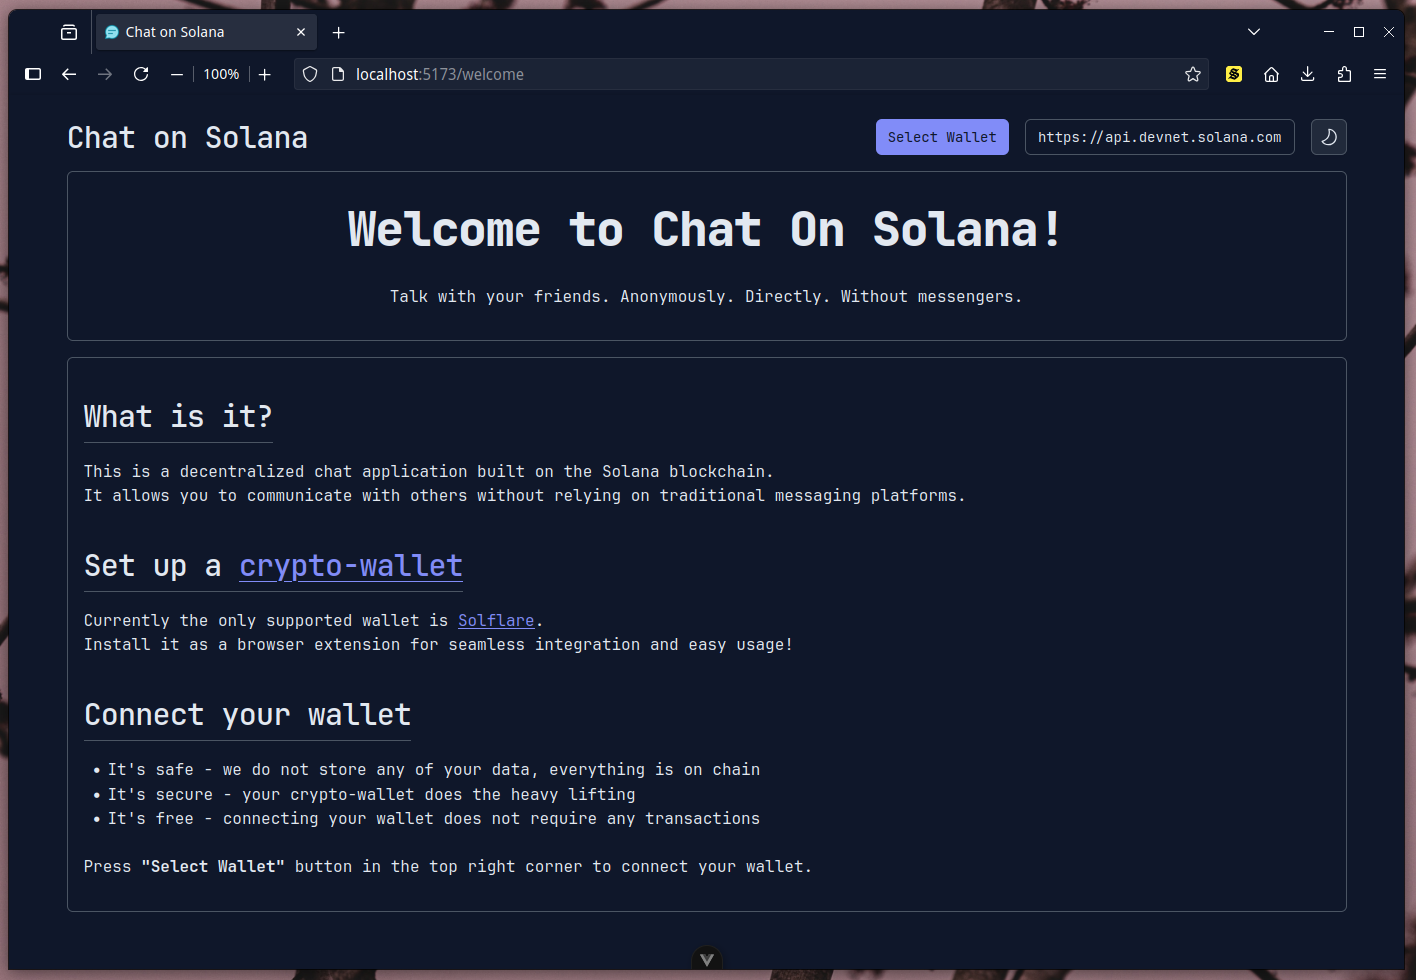 Chat on Solana
100%
localhost:5173/welcome
Chat on Solana
Select Wallet
https://api.devnet.solana.com
Welcome to Chat On Solana!
Talk with your friends. Anonymously. Directly. Without messengers.
What is it?
This is a decentralized chat application built on the Solana blockchain.
It allows you to communicate with others without relying on traditional messaging platforms.
Set up a crypto-wallet
Currently the only supported wallet is Solflare.
Install it as a browser extension for seamless integration and easy usage!
Connect your wallet
• It's safe - we do not store any of your data, everything is on chain
• It's secure - your crypto-wallet does the heavy lifting
• It's free - connecting your wallet does not require any transactions
Press "Select Wallet" button in the top right corner to connect your wallet.